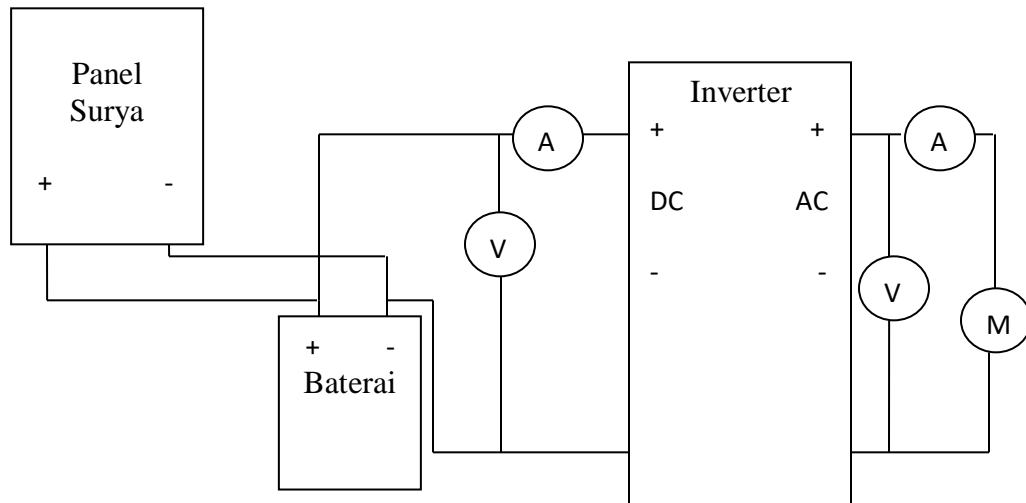 Panel
Surya
+ -
+ -
Baterai
A
V
Inverter
+ +
DC AC
- -
A
V
M